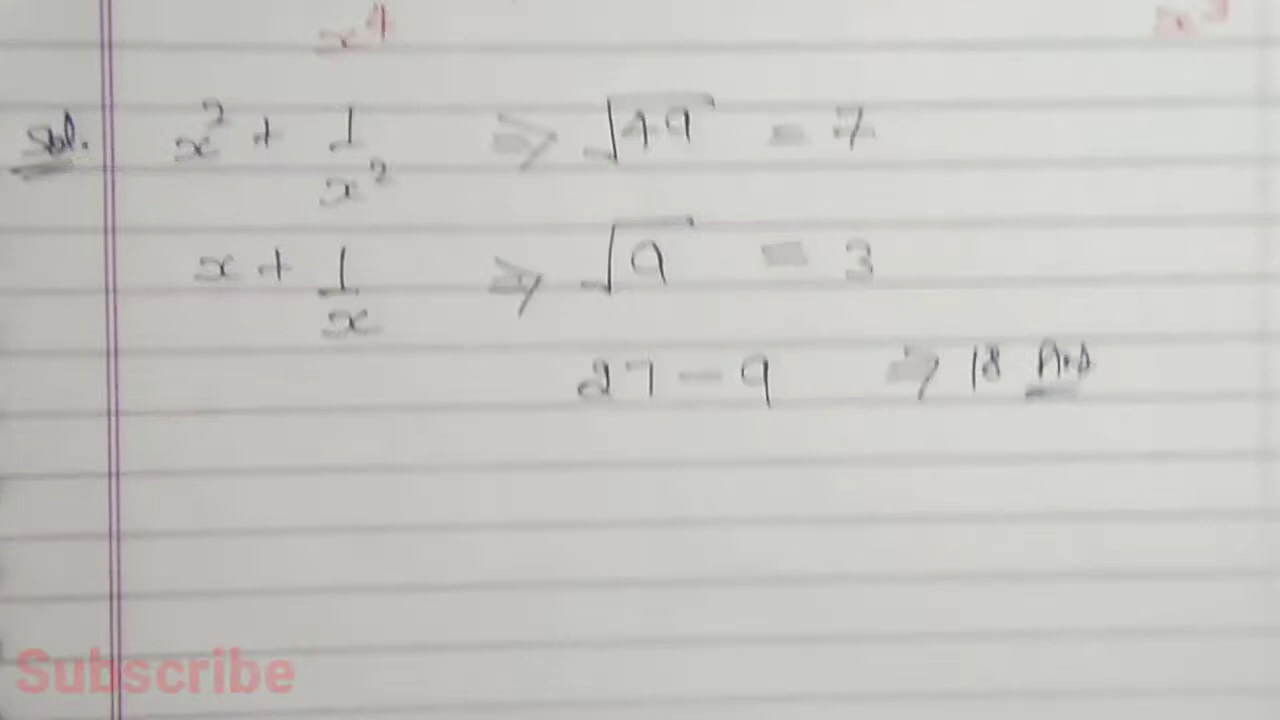 x⁴ x³
Sol. x² + 1/x² ⇒ √49 = 7
x + 1/x ⇒ √9 = 3
27 - 9 ⇒ 18 Ans
Subscribe